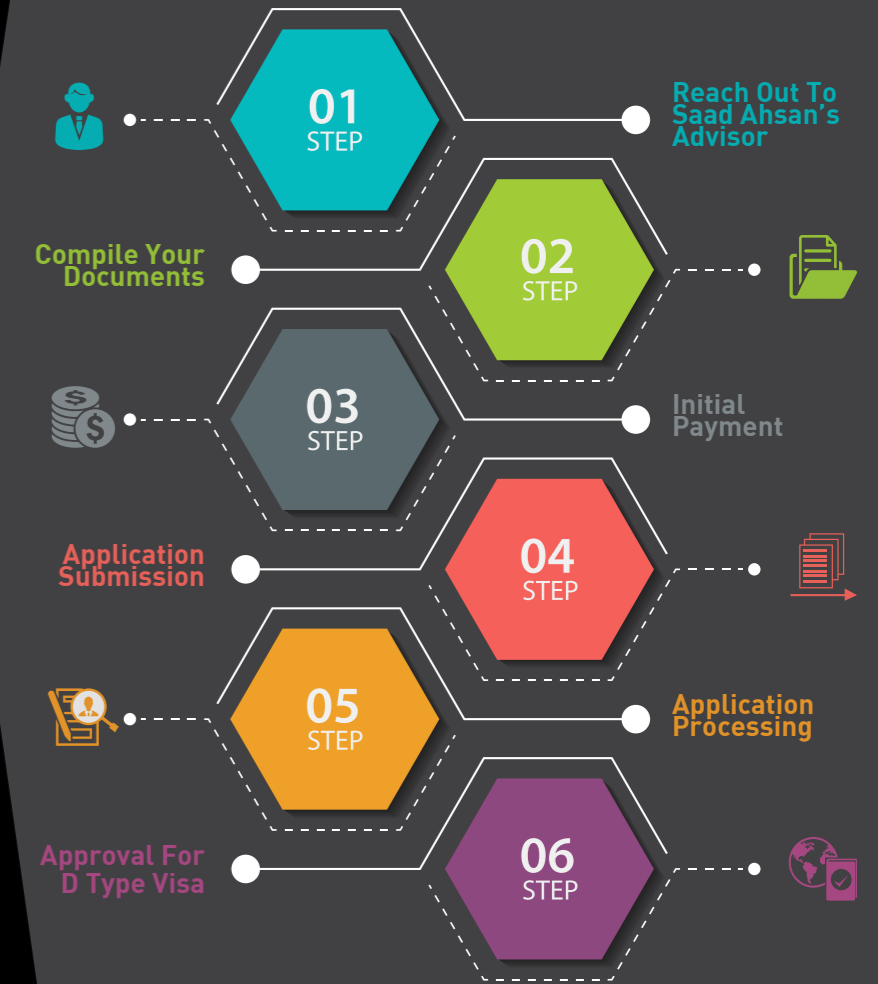 01
STEP
Reach Out To
Saad Ahsan's
Advisor
Compile Your
Documents
02
STEP
03
STEP
Initial
Payment
Application
Submission
04
STEP
05
STEP
Application
Processing
Approval For
D Type Visa
06
STEP